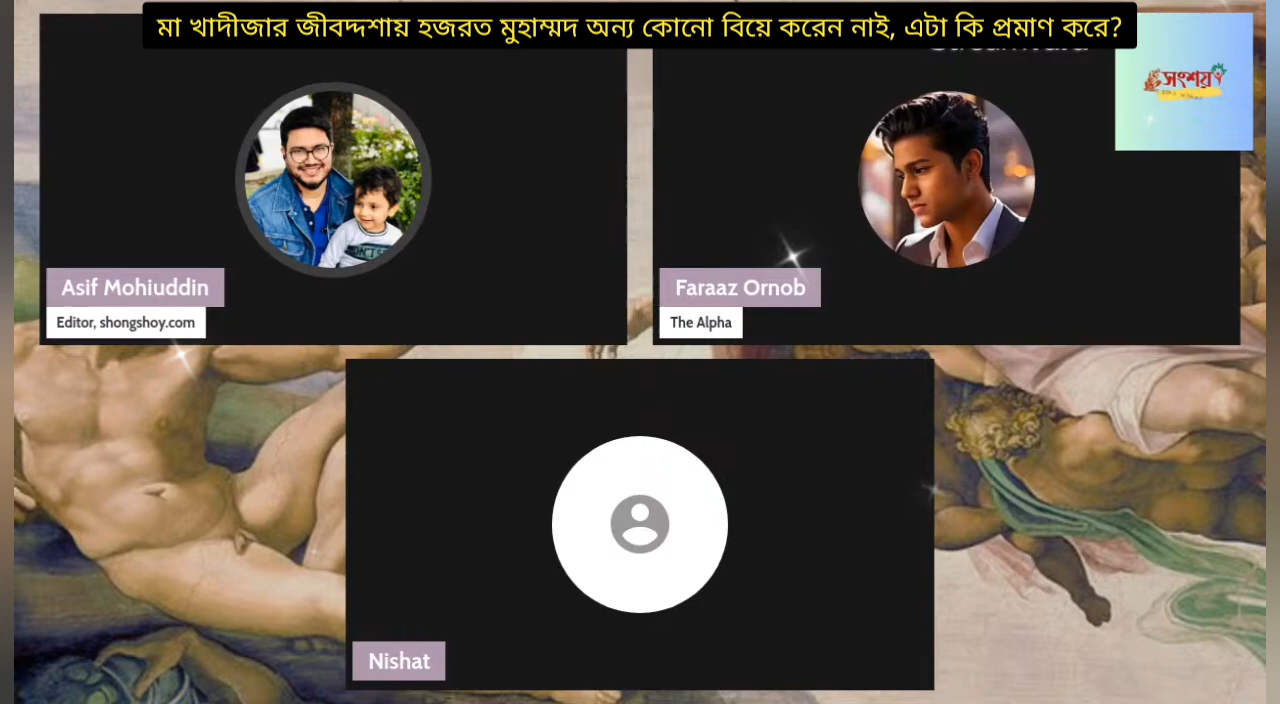 মা খাদীজার জীবদ্দশায় হজরত মুহাম্মদ অন্য কোনো বিয়ে করেন নাই, এটা কি প্রমাণ করে?
সংশয়
Asif Mohiuddin
Editor, shongshoy.com
Faraaz Ornob
The Alpha
Nishat